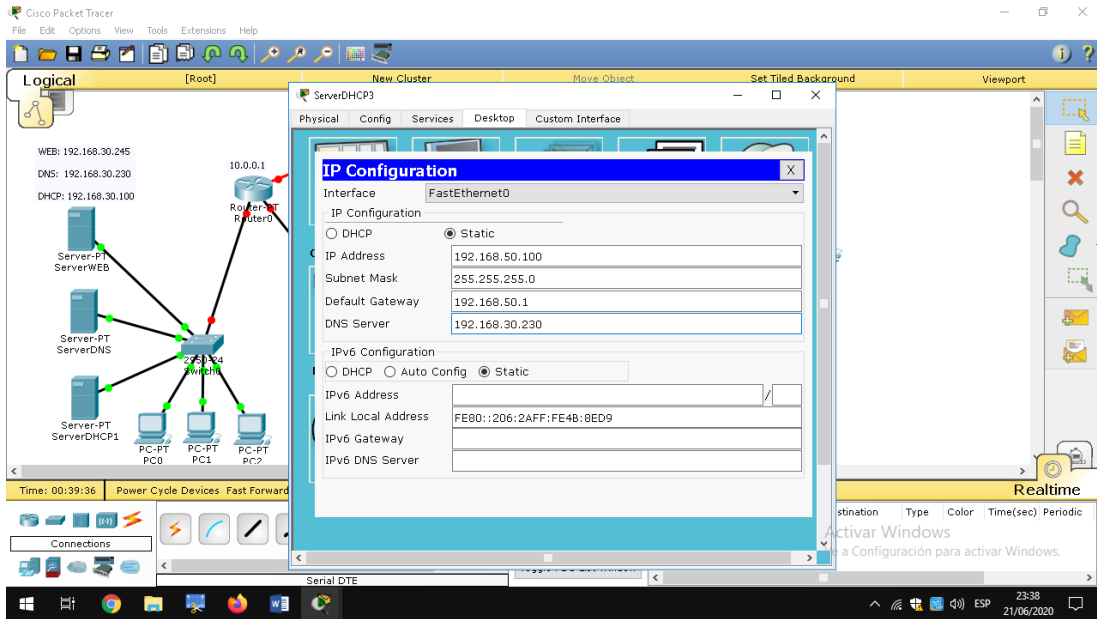 Cisco Packet Tracer
File Edit Options View Tools Extensions Help
Logical
[Root]
New Cluster
Move Object
Set Tiled Background
Viewport
WEB: 192.168.30.245
DNS: 192.168.30.230
DHCP: 192.168.30.100
10.0.0.1
Router-PT
Router0
Server-PT
ServerWEB
Server-PT
ServerDNS
2950-24
Switch0
Server-PT
ServerDHCP1
PC-PT
PC0
PC-PT
PC1
PC-PT
PC2
ServerDHCP3
Physical Config Services Desktop Custom Interface
IP Configuration
X
Interface FastEthernet0
IP Configuration
DHCP Static
IP Address 192.168.50.100
Subnet Mask 255.255.255.0
Default Gateway 192.168.50.1
DNS Server 192.168.30.230
IPv6 Configuration
DHCP Auto Config Static
IPv6 Address /
Link Local Address FE80::206:2AFF:FE4B:8ED9
IPv6 Gateway
IPv6 DNS Server
Time: 00:39:36 Power Cycle Devices Fast Forward
Realtime
Connections
Serial DTE
stination Type Color Time(sec) Periodic
Activar Windows
a Configuración para activar Windows.
ESP
23:38
21/06/2020